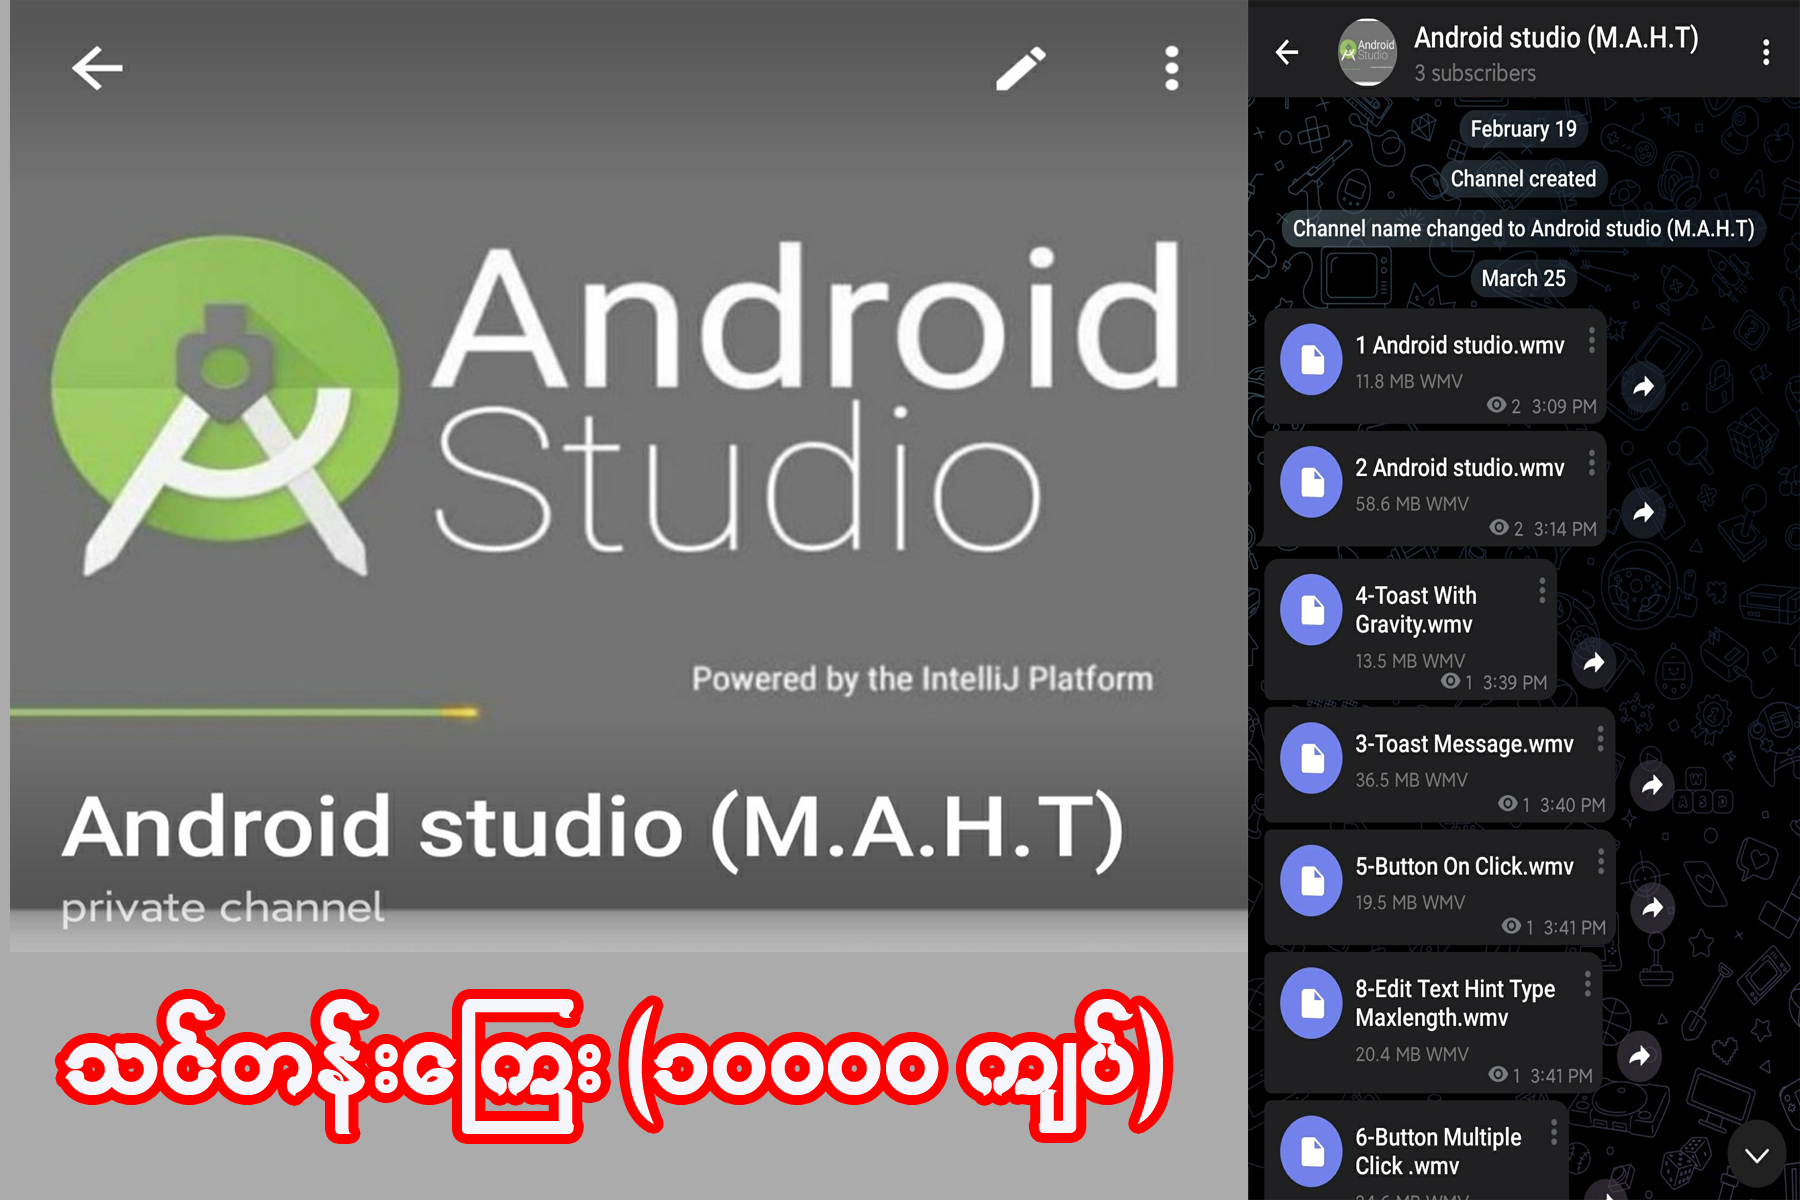 Android
Studio
Powered by the IntelliJ Platform
Android studio (M.A.H.T)
private channel
သင်တန်းကြေး (၁၀၀၀၀ ကျပ်)
Android
Studio
Android studio (M.A.H.T)
3 subscribers
February 19
Channel created
Channel name changed to Android studio (M.A.H.T)
March 25
1 Android studio.wmv
11.8 MB WMV
2 3:09 PM
2 Android studio.wmv
58.6 MB WMV
2 3:14 PM
4-Toast With
Gravity.wmv
13.5 MB WMV
1 3:39 PM
3-Toast Message.wmv
36.5 MB WMV
1 3:40 PM
5-Button On Click.wmv
19.5 MB WMV
1 3:41 PM
8-Edit Text Hint Type
Maxlength.wmv
20.4 MB WMV
1 3:41 PM
6-Button Multiple
Click .wmv